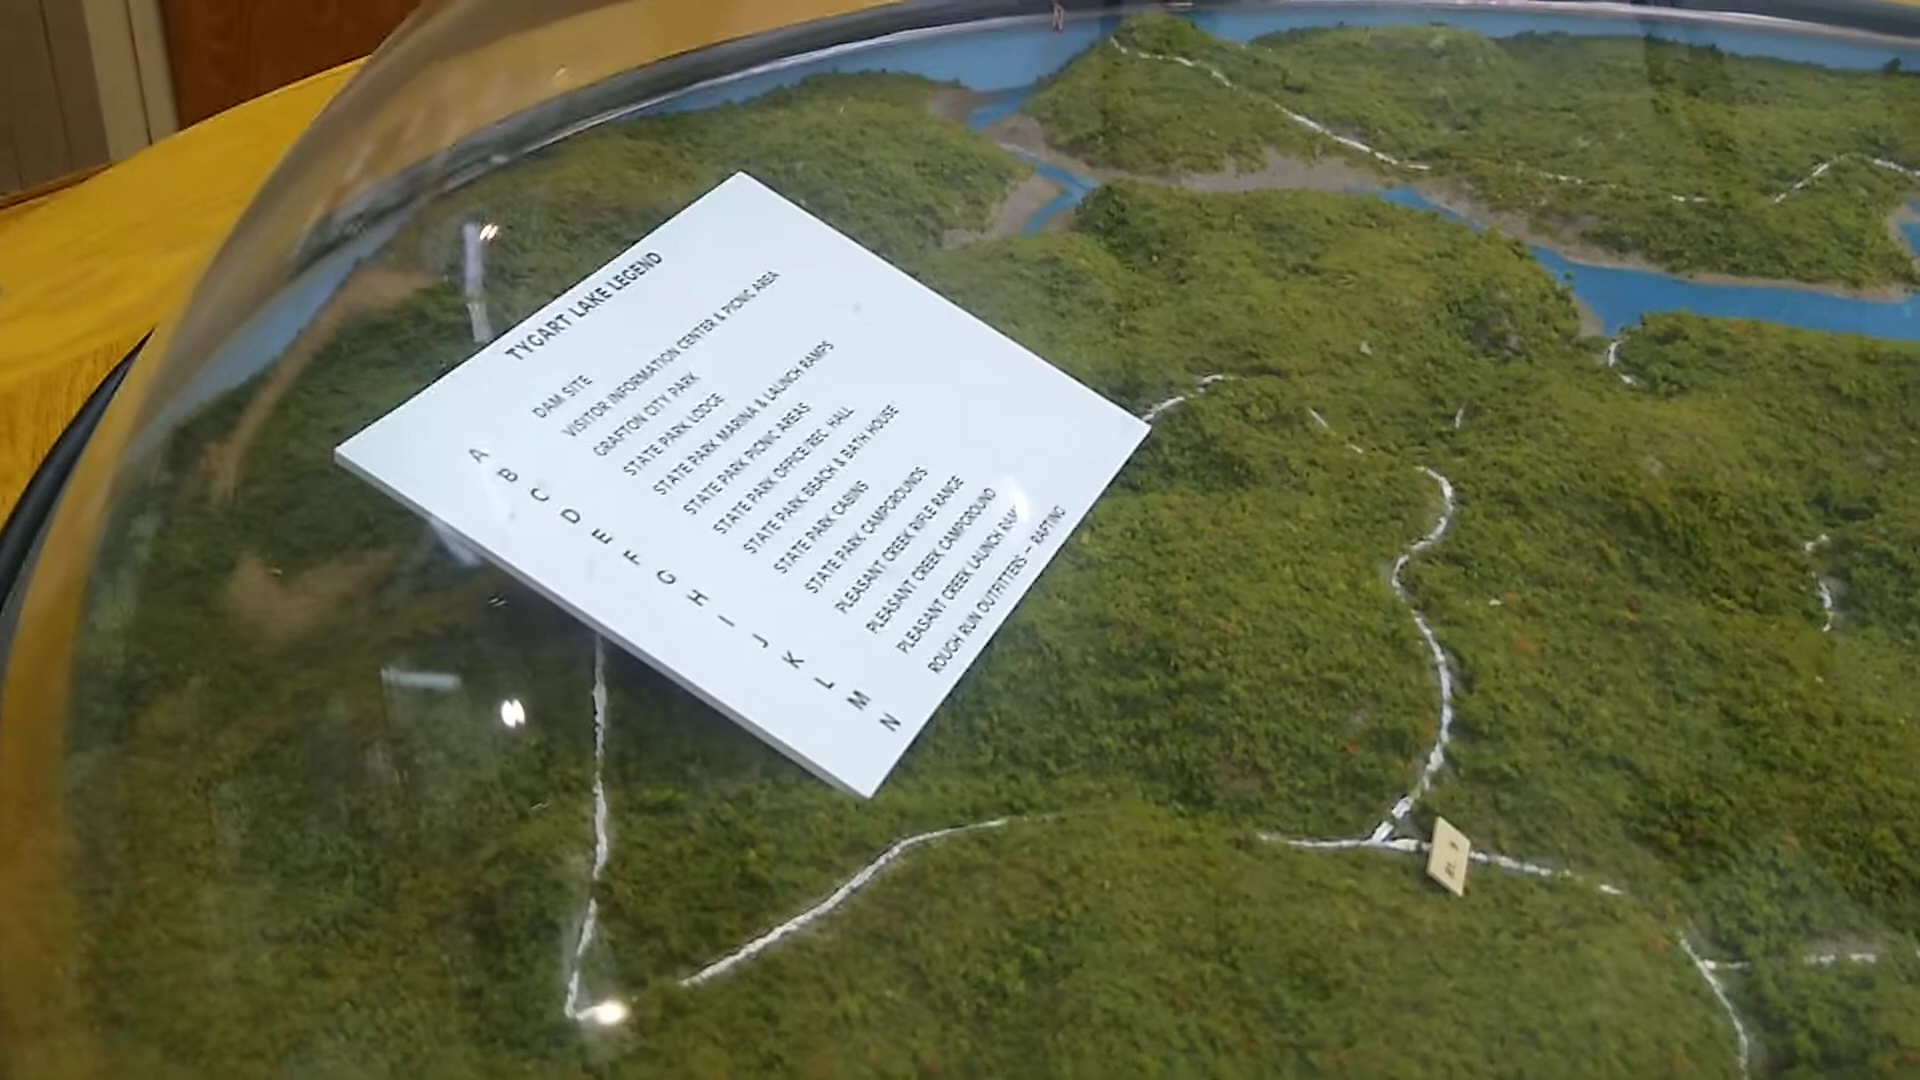 TYGART LAKE LEGEND
A DAM SITE
B VISITOR INFORMATION CENTER & PICNIC AREA
C GRAFTON CITY PARK
D STATE PARK LODGE
E STATE PARK MARINA & LAUNCH RAMPS
F STATE PARK PICNIC AREAS
G STATE PARK OFFICE/REC. HALL
H STATE PARK BEACH & BATH HOUSE
I STATE PARK CABINS
J STATE PARK CAMPGROUNDS
K PLEASANT CREEK RIFLE RANGE
L PLEASANT CREEK CAMPGROUND
M PLEASANT CREEK LAUNCH RAMP
N ROUGH RUN OUTFITTERS – RAFTING
N